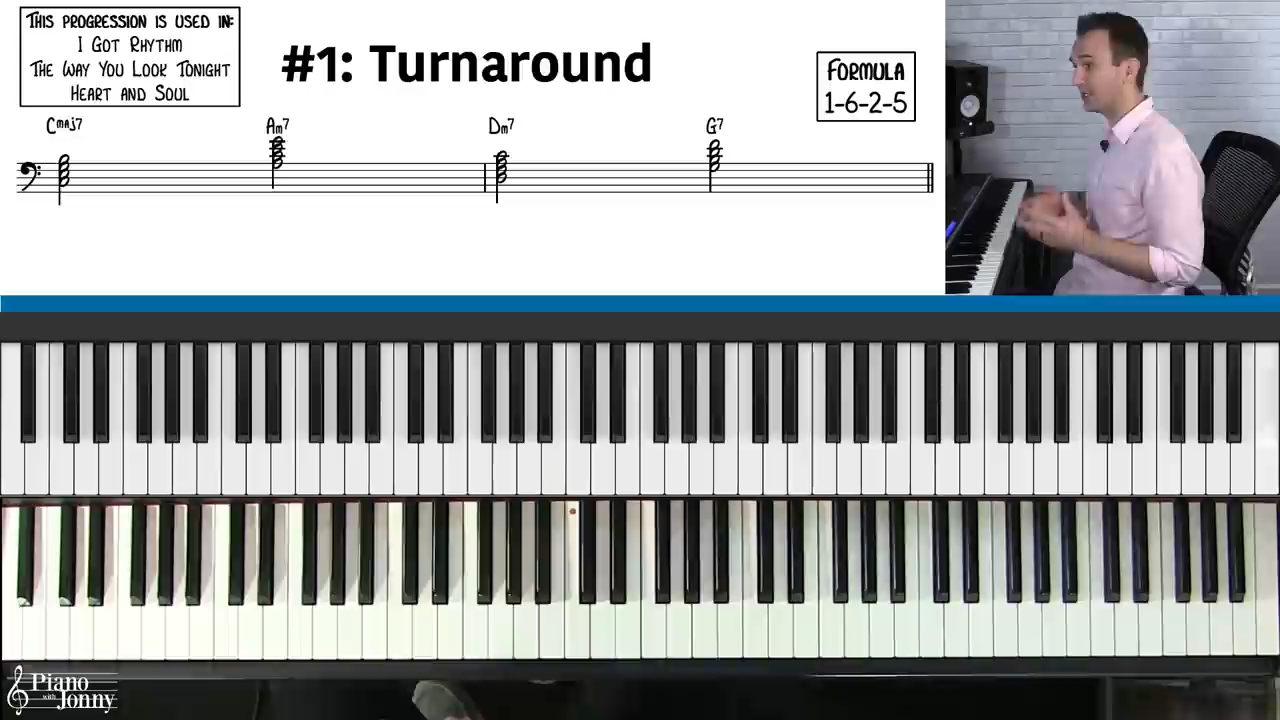 THIS PROGRESSION IS USED IN:
I GOT RHYTHM
THE WAY YOU LOOK TONIGHT
HEART AND SOUL
#1: Turnaround
FORMULA
1-6-2-5
Cmaj7 Am7 Dm7 G7
Piano
with
Jonny